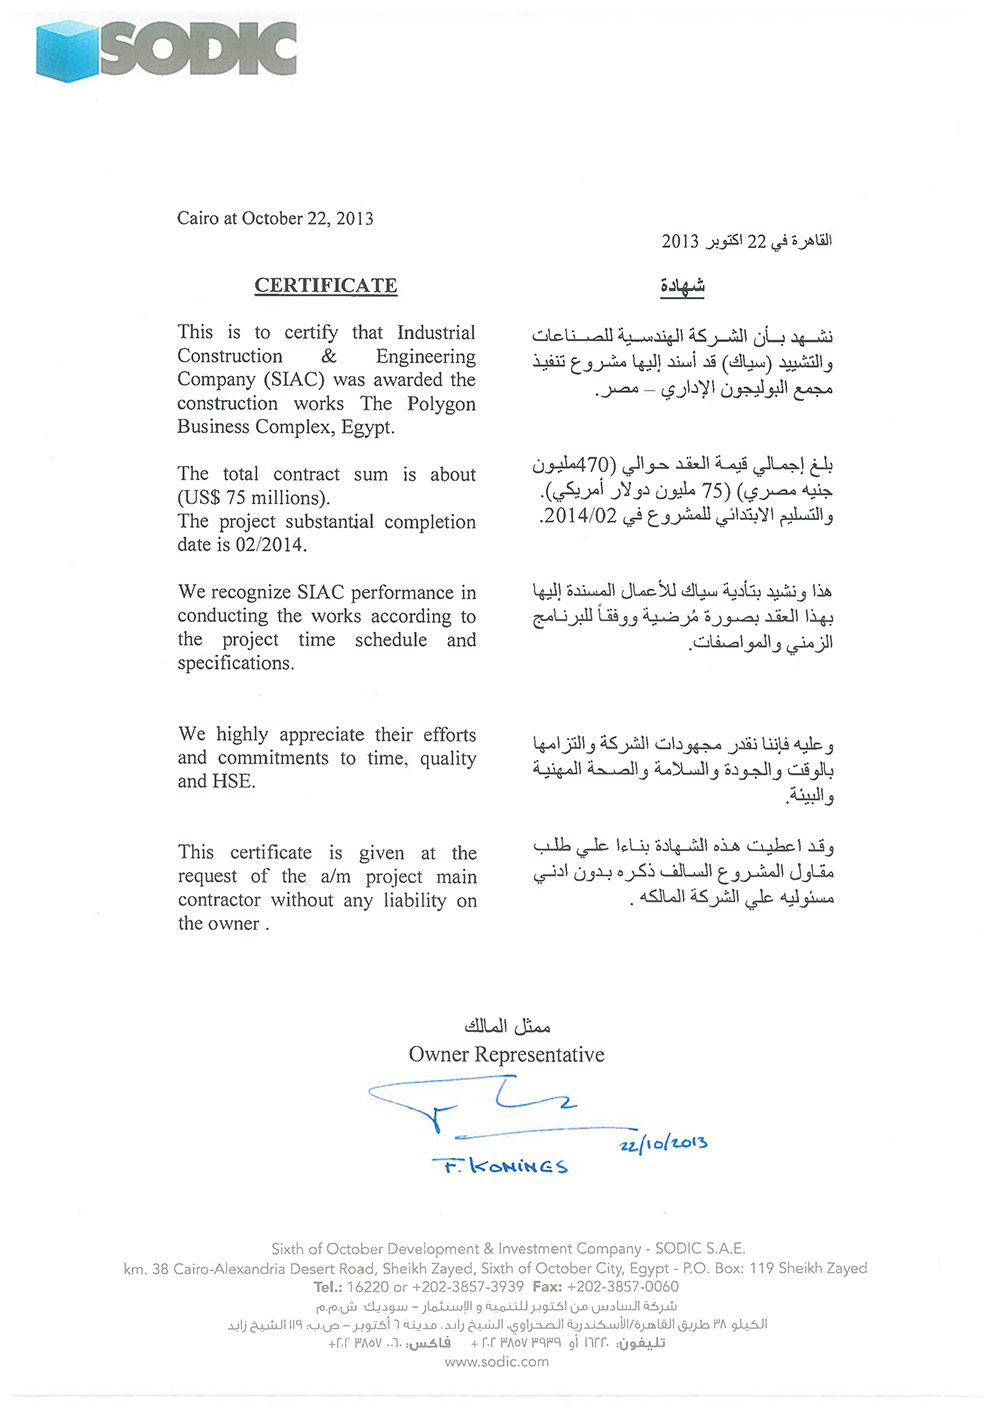 SODIC
Cairo at October 22, 2013
القاهرة في 22 اكتوبر 2013
CERTIFICATE
This is to certify that Industrial
Construction & Engineering
Company (SIAC) was awarded the
construction works The Polygon
Business Complex, Egypt.
The total contract sum is about
(US$ 75 millions).
The project substantial completion
date is 02/2014.
We recognize SIAC performance in
conducting the works according to
the project time schedule and
specifications.
We highly appreciate their efforts
and commitments to time, quality
and HSE.
This certificate is given at the
request of the a/m project main
contractor without any liability on
the owner .
شهادة
نشهد بأن الشركة الهندسية للصناعات
والتشييد (سياك) قد أسند إليها مشروع تنفيذ
مجمع البوليجون الإداري – مصر.
بلغ إجمالي قيمة العقد حوالي (470مليون
جنيه مصري) (75 مليون دولار أمريكي).
والتسليم الابتدائي للمشروع في 2014/02.
هذا ونشيد بتأدية سياك للأعمال المسندة إليها
بهذا العقد بصورة مُرضية ووفقاً للبرنامج
الزمني والمواصفات.
وعليه فإننا نقدر مجهودات الشركة والتزامها
بالوقت والجودة والسلامة والصحة المهنية
والبيئة.
وقد اعطيت هذه الشهادة بناءا علي طلب
مقاول المشروع السالف ذكره بدون ادني
مسئوليه علي الشركة المالكه .
ممثل المالك
Owner Representative
22/10/2013
F. KONINGS
Sixth of October Development & Investment Company - SODIC S.A.E.
km. 38 Cairo-Alexandria Desert Road, Sheikh Zayed, Sixth of October City, Egypt - P.O. Box: 119 Sheikh Zayed
Tel.: 16220 or +202-3857-3939 Fax: +202-3857-0060
شركة السادس من اكتوبر للتنمية و الإستثمار – سوديك ش.م.م
الكيلو ٣٨ طريق القاهرة/الأسكندرية الصحراوي، الشيخ زايد، مدينة ٦ أكتوبر – ص.ب: ١١٩ الشيخ زايد
تليفون: ١٦٢٢٠ أو ٣٩٣٩ ٣٨٥٧ ٢٠٢ + فاكس: ٠٠٦٠ ٣٨٥٧ ٢٠٢+
www.sodic.com